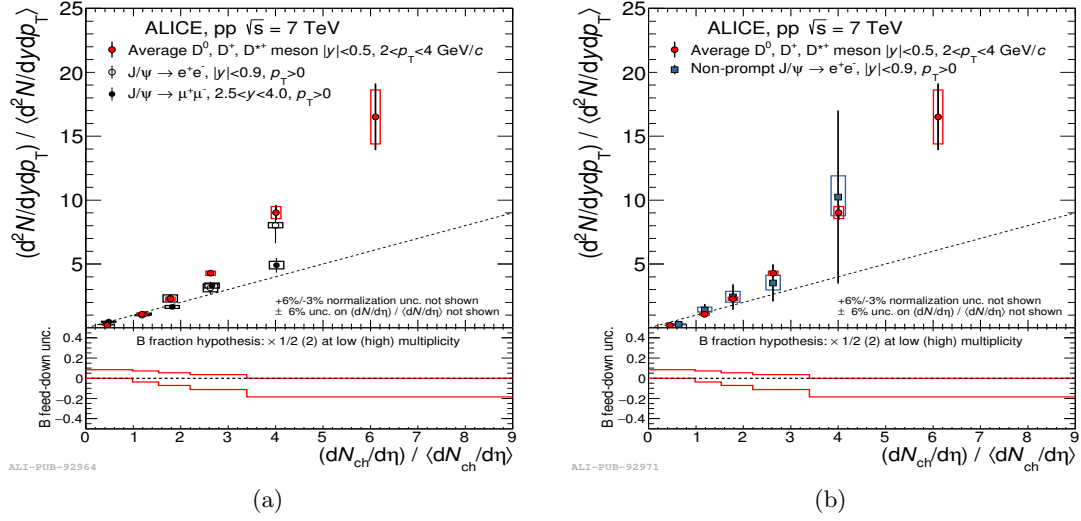 ALICE, pp √s = 7 TeV
Average D⁰, D⁺, D*⁺ meson |y|<0.5, 2<p_T<4 GeV/c
J/ψ → e⁺e⁻, |y|<0.9, p_T>0
J/ψ → μ⁺μ⁻, 2.5<y<4.0, p_T>0
(d²N/dydp_T) / ⟨d²N/dydp_T⟩
25
20
15
10
5
+6%/-3% normalization unc. not shown
± 6% unc. on (dN/dη) / ⟨dN/dη⟩ not shown
B fraction hypothesis: × 1/2 (2) at low (high) multiplicity
B feed-down unc.
0.4
0.2
0
−0.2
−0.4
0 1 2 3 4 5 6 7 8 9
(dN_ch/dη) / ⟨dN_ch/dη⟩
ALI-PUB-92964
(a)
ALICE, pp √s = 7 TeV
Average D⁰, D⁺, D*⁺ meson |y|<0.5, 2<p_T<4 GeV/c
Non-prompt J/ψ → e⁺e⁻, |y|<0.9, p_T>0
(d²N/dydp_T) / ⟨d²N/dydp_T⟩
25
20
15
10
5
+6%/-3% normalization unc. not shown
± 6% unc. on (dN/dη) / ⟨dN/dη⟩ not shown
B fraction hypothesis: × 1/2 (2) at low (high) multiplicity
B feed-down unc.
0.4
0.2
0
−0.2
−0.4
0 1 2 3 4 5 6 7 8 9
(dN_ch/dη) / ⟨dN_ch/dη⟩
ALI-PUB-92971
(b)